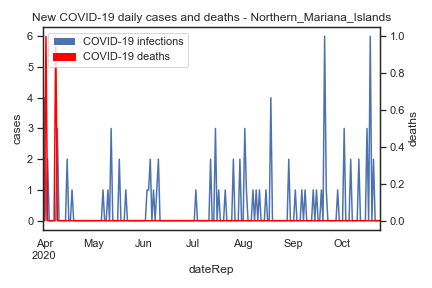 New COVID-19 daily cases and deaths - Northern_Mariana_Islands
COVID-19 infections
COVID-19 deaths
6
5
4
3
2
1
0
cases
1.0
0.8
0.6
0.4
0.2
0.0
deaths
Apr May Jun Jul Aug Sep Oct
2020
dateRep